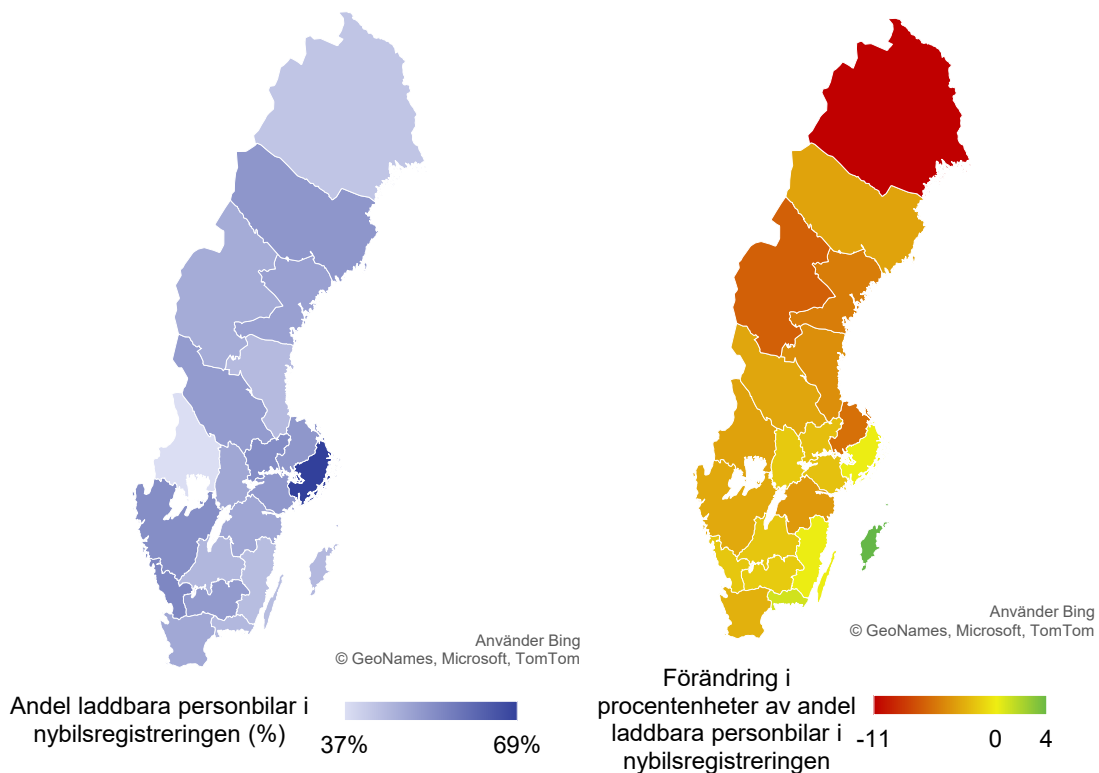 Använder Bing
© GeoNames, Microsoft, TomTom
Andel laddbara personbilar i
nybilsregistreringen (%)
37%
69%
Använder Bing
© GeoNames, Microsoft, TomTom
Förändring i
procentenheter av andel
laddbara personbilar i
nybilsregistreringen
-11
0
4